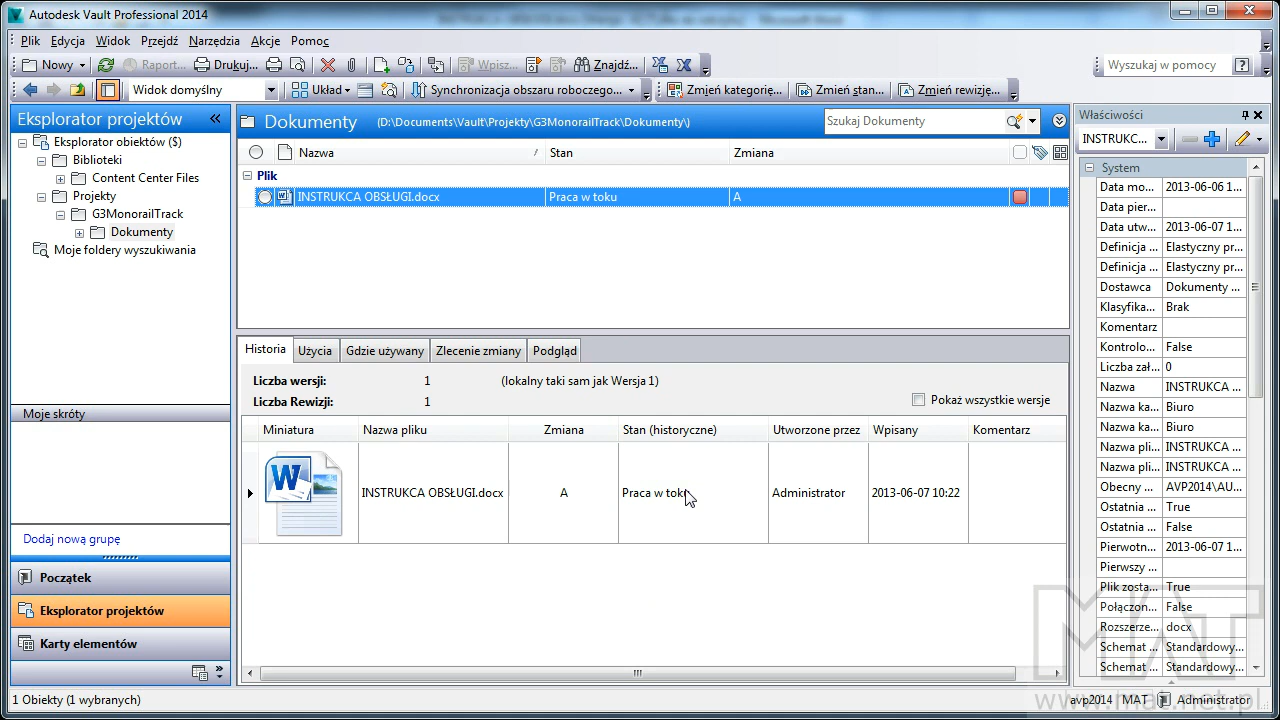 Autodesk Vault Professional 2014
Plik Edycja Widok Przejdź Narzędzia Akcje Pomoc
Nowy Raport... Drukuj... Wpisz... Znajdź... Wyszukaj w pomocy
Widok domyślny Układ Synchronizacja obszaru roboczego... Zmień kategorię... Zmień stan... Zmień rewizję...
Eksplorator projektów
Eksplorator obiektów ($)
Biblioteki
Content Center Files
Projekty
G3MonorailTrack
Dokumenty
Moje foldery wyszukiwania
Moje skróty
Dodaj nową grupę
Początek
Eksplorator projektów
Karty elementów
Dokumenty (D:\Documents\Vault\Projekty\G3MonorailTrack\Dokumenty\) Szukaj Dokumenty
Nazwa Stan Zmiana
Plik
INSTRUKCA OBSŁUGI.docx Praca w toku A
Historia Użycia Gdzie używany Zlecenie zmiany Podgląd
Liczba wersji: 1 (lokalny taki sam jak Wersja 1)
Liczba Rewizji: 1 Pokaż wszystkie wersje
Miniatura Nazwa pliku Zmiana Stan (historyczne) Utworzone przez Wpisany Komentarz
INSTRUKCA OBSŁUGI.docx A Praca w toku Administrator 2013-06-07 10:22
Właściwości
INSTRUKC...
System
Data mo... 2013-06-06 1...
Data pier...
Data utw... 2013-06-07 1...
Definicja ... Elastyczny pr...
Definicja ... Elastyczny pr...
Dostawca Dokumenty ...
Klasyfika... Brak
Komentarz
Kontrolo... False
Liczba zał... 0
Nazwa INSTRUKCA ...
Nazwa ka... Biuro
Nazwa ka... Biuro
Nazwa pli... INSTRUKCA ...
Nazwa pli... INSTRUKCA ...
Obecny ... AVP2014\AU...
Ostatnia ... True
Ostatnia ... False
Pierwotn... 2013-06-07 1...
Pierwszy ...
Plik zosta... True
Połączon... False
Rozszerze... docx
Schemat ... Standardowy...
Schemat ... Standardowy...
MAT
www.mat.net.pl
1 Obiekty (1 wybranych) avp2014 MAT Administrator